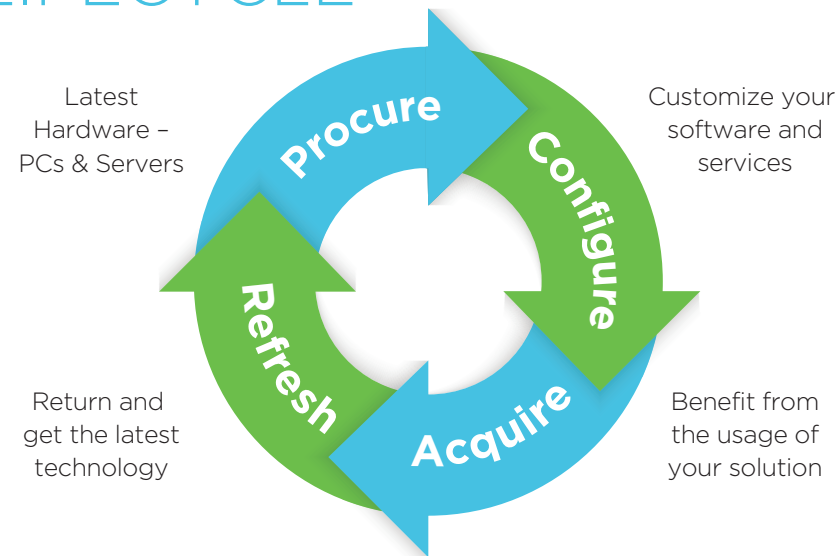 Latest
Hardware –
PCs & Servers
Procure
Customize your
software and
services
Configure
Refresh
Return and
get the latest
technology
Acquire
Benefit from
the usage of
your solution